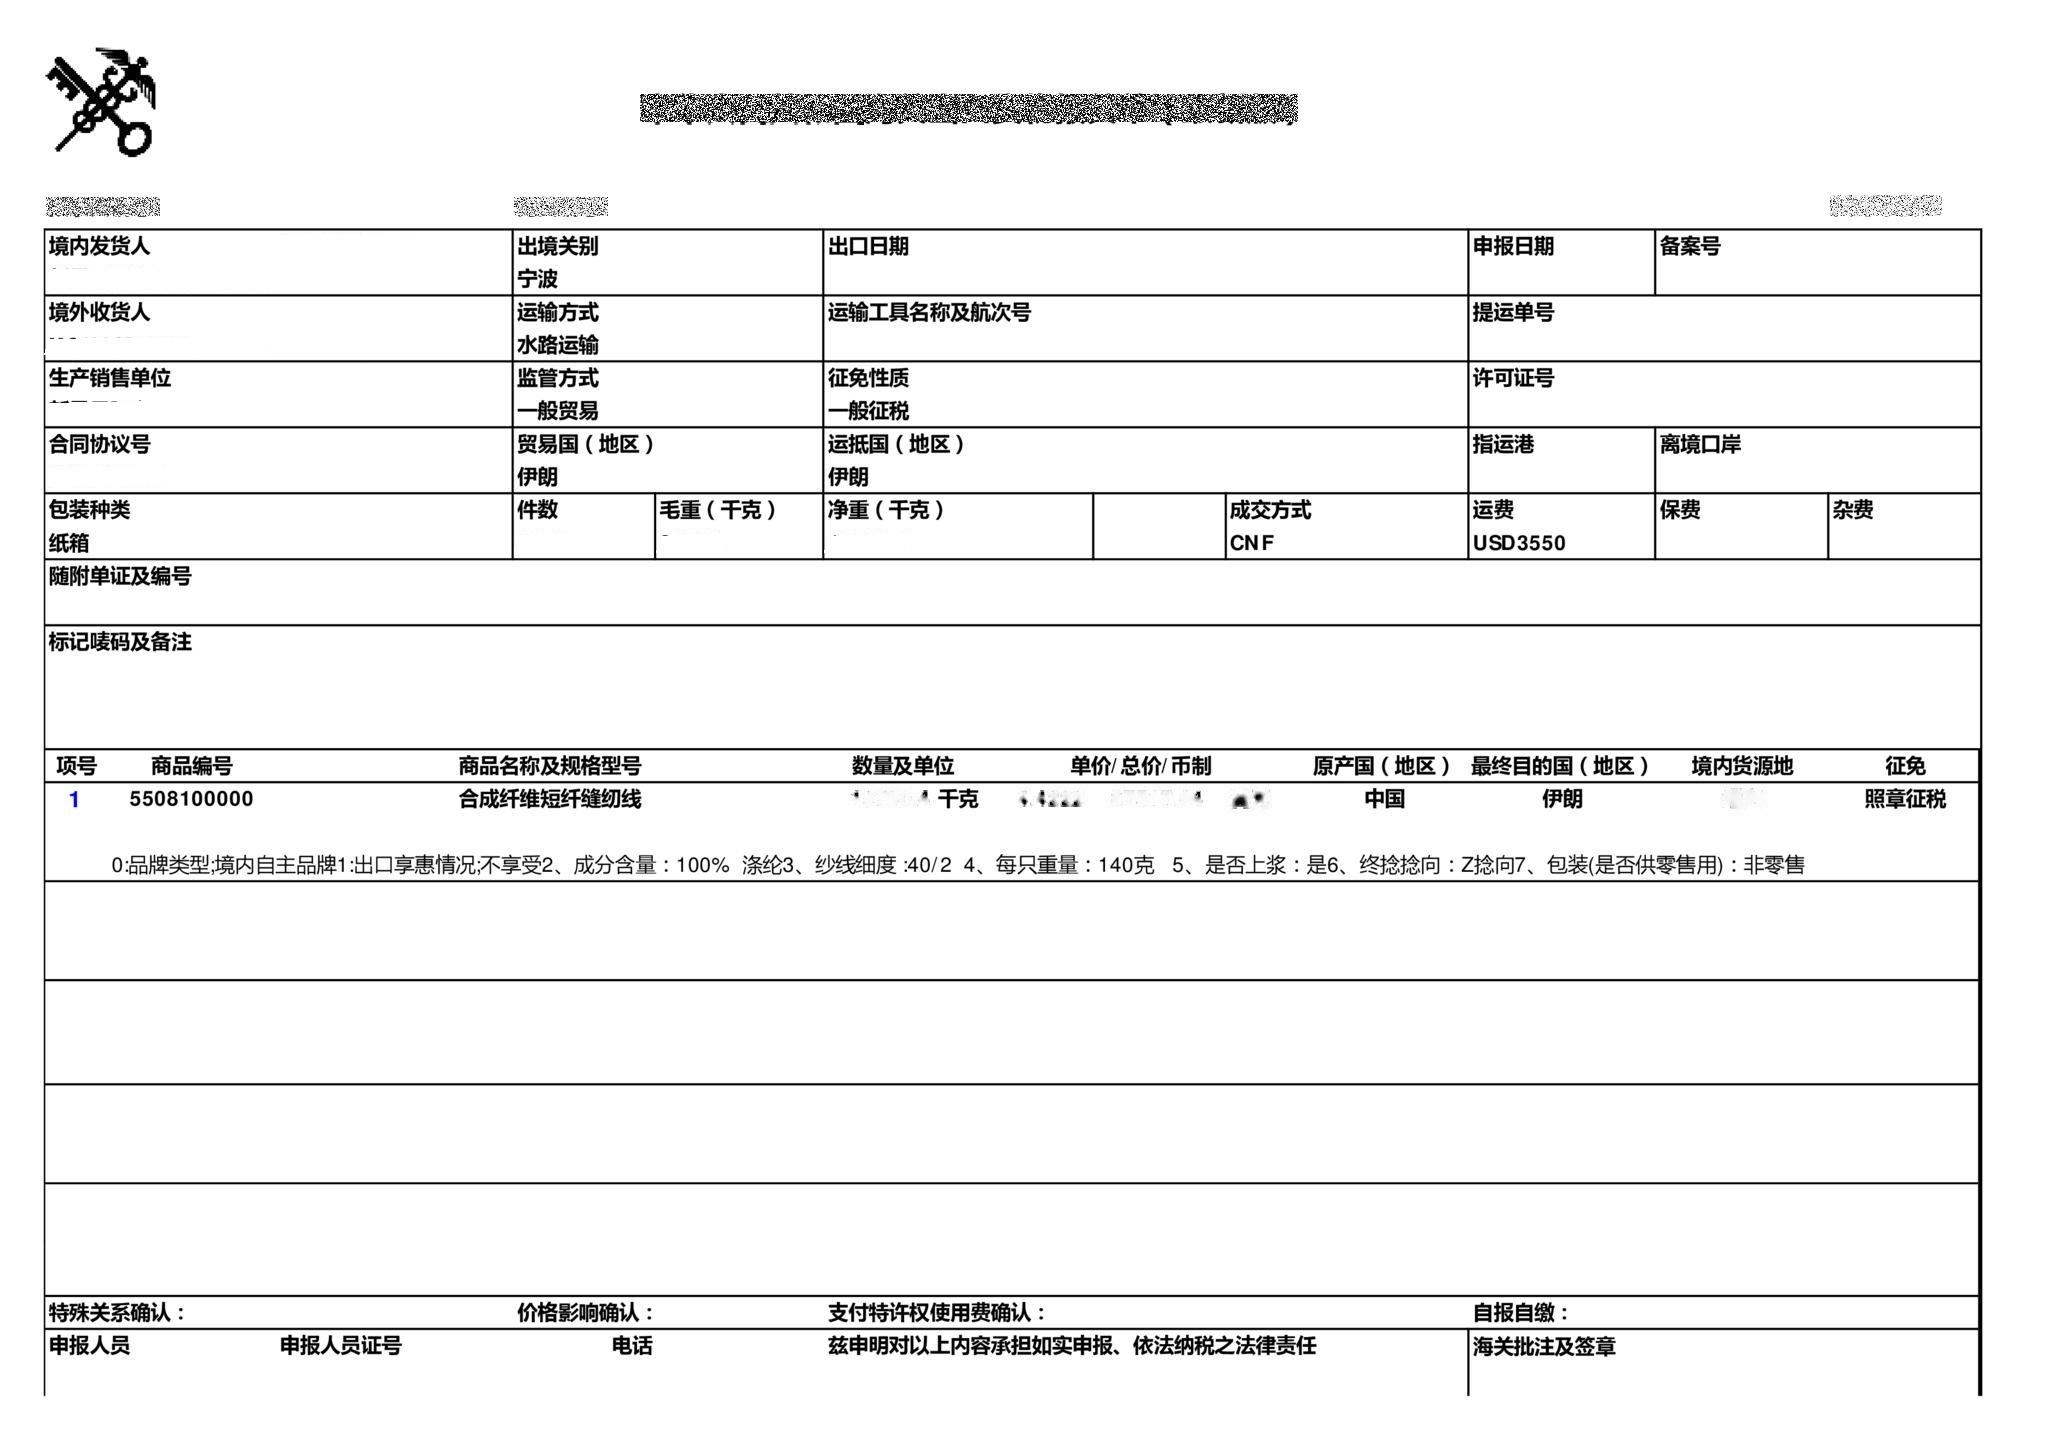 境内发货人 出境关别 出口日期 申报日期 备案号
宁波
境外收货人 运输方式 运输工具名称及航次号 提运单号
水路运输
生产销售单位 监管方式 征免性质 许可证号
一般贸易 一般征税
合同协议号 贸易国（地区） 运抵国（地区） 指运港 离境口岸
伊朗 伊朗
包装种类 件数 毛重（千克） 净重（千克） 成交方式 运费 保费 杂费
纸箱 CNF USD3550
随附单证及编号
标记唛码及备注
项号 商品编号 商品名称及规格型号 数量及单位 单价/总价/币制 原产国（地区） 最终目的国（地区） 境内货源地 征免
1 5508100000 合成纤维短纤缝纫线 千克 中国 伊朗 照章征税
0:品牌类型;境内自主品牌1:出口享惠情况;不享受2、成分含量：100% 涤纶3、纱线细度:40/2 4、每只重量：140克 5、是否上浆：是6、终捻捻向：Z捻向7、包装(是否供零售用)：非零售
特殊关系确认： 价格影响确认： 支付特许权使用费确认： 自报自缴：
申报人员 申报人员证号 电话 兹申明对以上内容承担如实申报、依法纳税之法律责任 海关批注及签章